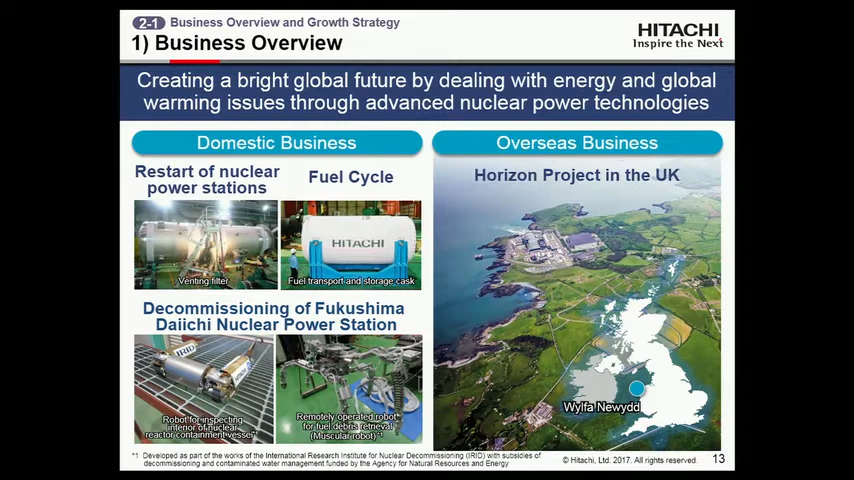 2-1 Business Overview and Growth Strategy
1) Business Overview
HITACHI
Inspire the Next
Creating a bright global future by dealing with energy and global
warming issues through advanced nuclear power technologies
Domestic Business
Restart of nuclear
power stations
Fuel Cycle
Venting filter
HITACHI
Fuel transport and storage cask
Decommissioning of Fukushima
Daiichi Nuclear Power Station
IRID
Robot for inspecting
interior of nuclear
reactor containment vessel*1
Remotely operated robot
for fuel debris retrieval
(Muscular robot)*1
Overseas Business
Horizon Project in the UK
Wylfa Newydd
*1 Developed as part of the works of the International Research Institute for Nuclear Decommissioning (IRID) with subsidies of
decommissioning and contaminated water management funded by the Agency for Natural Resources and Energy
© Hitachi, Ltd. 2017. All rights reserved. 13